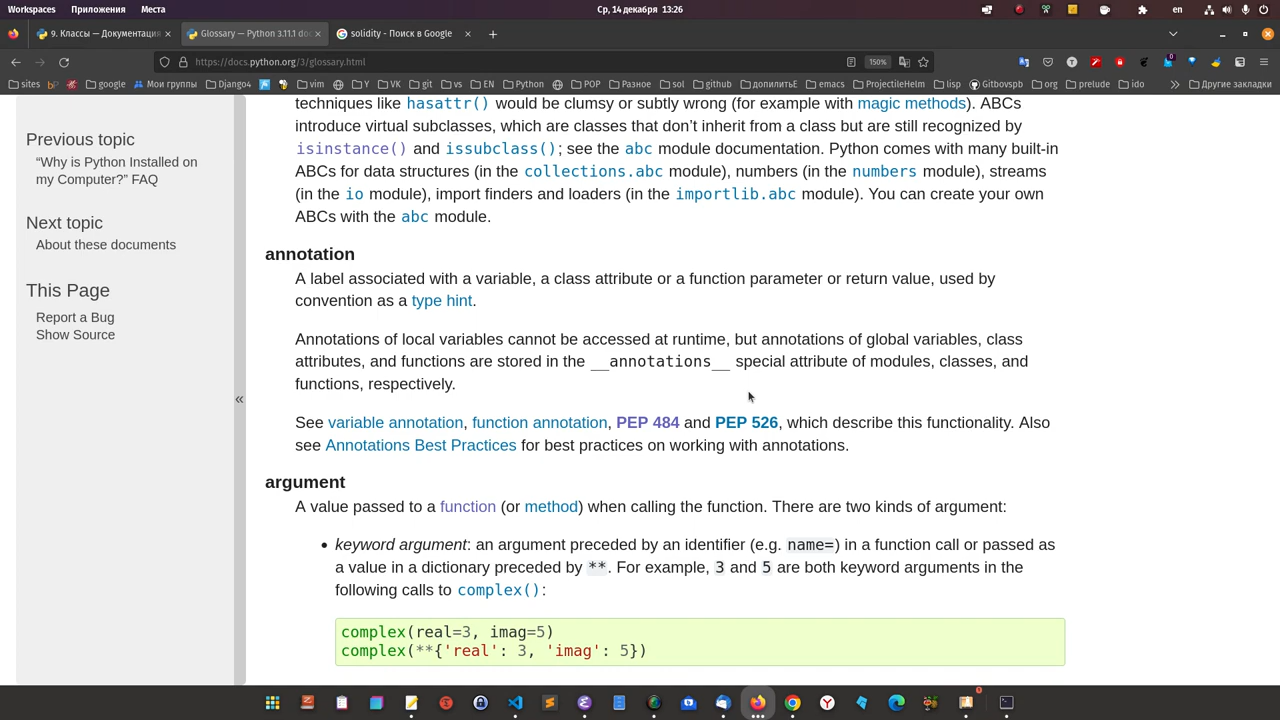 Workspaces Приложения Места Ср, 14 декабря 13:26 en
9. Классы — Документация Glossary — Python 3.11.1 do solidity - Поиск в Google
https://docs.python.org/3/glossary.html 150%
sites google Мои группы Django4 vim Y VK git vs EN Python POP Разное sol github допилитьЕ emacs ProjectileHelm lisp Gitbovspb org prelude ido Другие закладки
techniques like hasattr() would be clumsy or subtly wrong (for example with magic methods). ABCs
introduce virtual subclasses, which are classes that don’t inherit from a class but are still recognized by
isinstance() and issubclass(); see the abc module documentation. Python comes with many built-in
ABCs for data structures (in the collections.abc module), numbers (in the numbers module), streams
(in the io module), import finders and loaders (in the importlib.abc module). You can create your own
ABCs with the abc module.
Previous topic
“Why is Python Installed on
my Computer?” FAQ
Next topic
About these documents
This Page
Report a Bug
Show Source
«
annotation
A label associated with a variable, a class attribute or a function parameter or return value, used by
convention as a type hint.
Annotations of local variables cannot be accessed at runtime, but annotations of global variables, class
attributes, and functions are stored in the __annotations__ special attribute of modules, classes, and
functions, respectively.
See variable annotation, function annotation, PEP 484 and PEP 526, which describe this functionality. Also
see Annotations Best Practices for best practices on working with annotations.
argument
A value passed to a function (or method) when calling the function. There are two kinds of argument:
• keyword argument: an argument preceded by an identifier (e.g. name=) in a function call or passed as
a value in a dictionary preceded by **. For example, 3 and 5 are both keyword arguments in the
following calls to complex():
complex(real=3, imag=5)
complex(**{'real': 3, 'imag': 5})